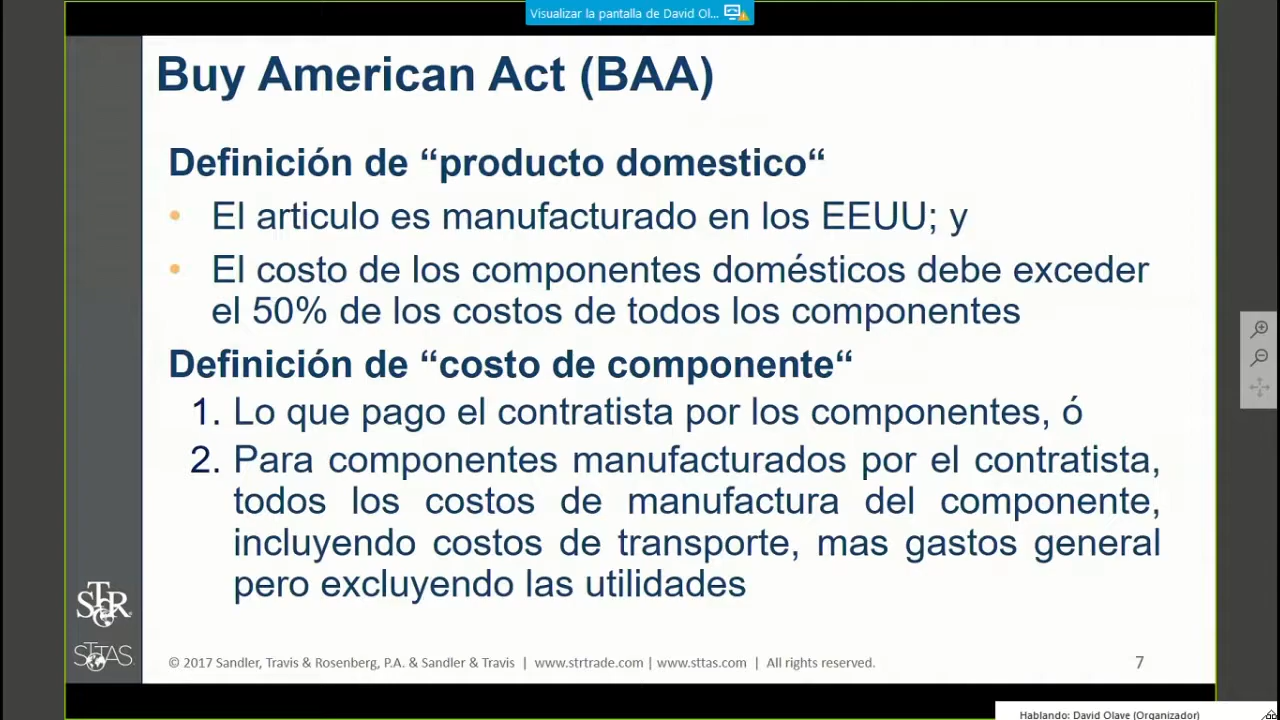 Visualizar la pantalla de David Ol...
Buy American Act (BAA)
Definición de “producto domestico“
• El articulo es manufacturado en los EEUU; y
• El costo de los componentes domésticos debe exceder
el 50% de los costos de todos los componentes
Definición de “costo de componente“
1. Lo que pago el contratista por los componentes, ó
2. Para componentes manufacturados por el contratista,
todos los costos de manufactura del componente,
incluyendo costos de transporte, mas gastos general
pero excluyendo las utilidades
STR
STTAS
© 2017 Sandler, Travis & Rosenberg, P.A. & Sandler & Travis | www.strtrade.com | www.sttas.com | All rights reserved.
7
Hablando: David Olave (Organizador)